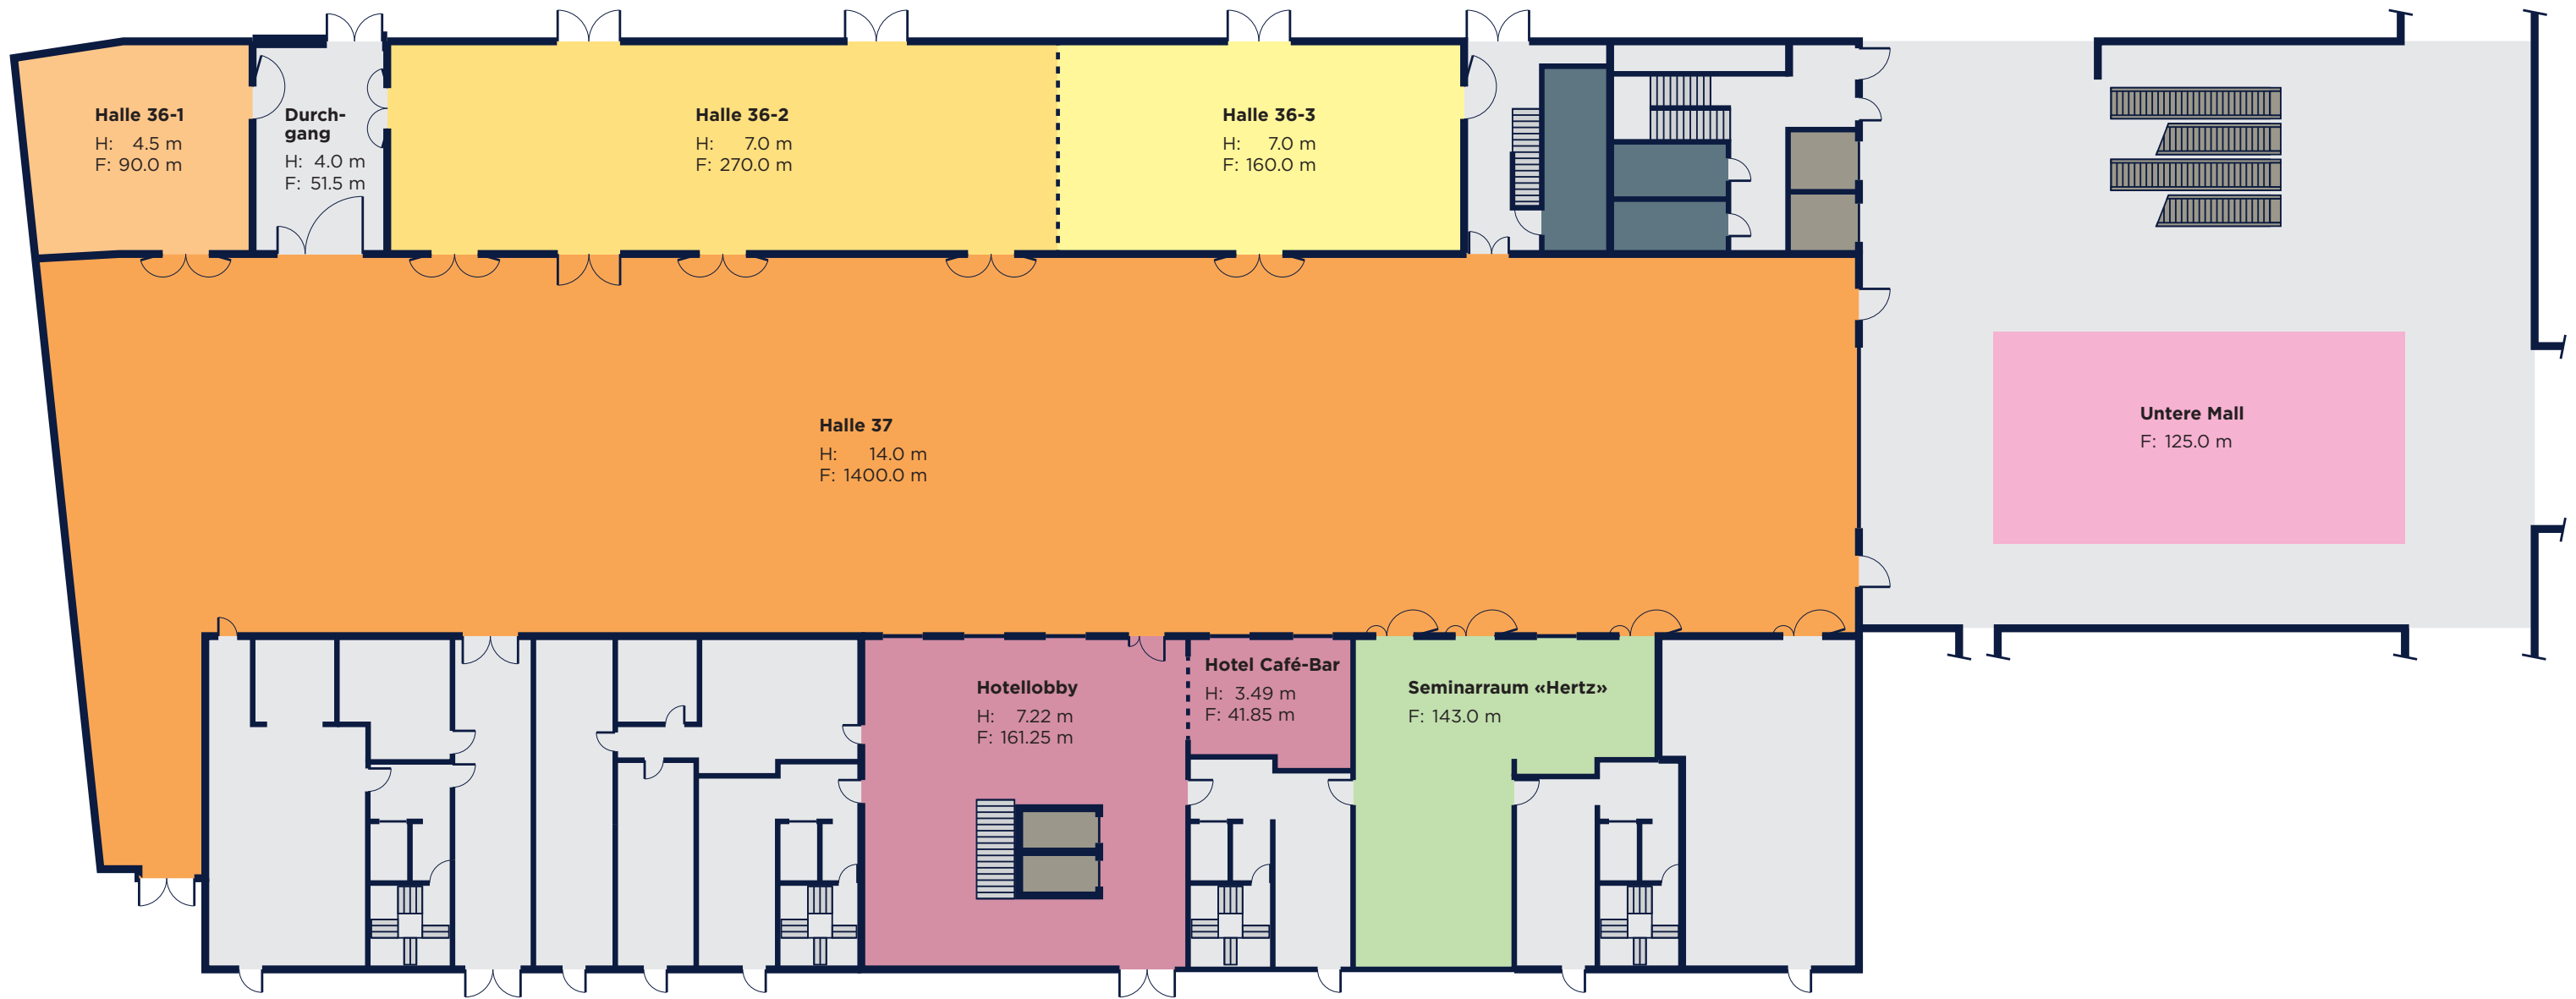 Halle 36-1
H: 4.5 m
F: 90.0 m
Durch-
gang
H: 4.0 m
F: 51.5 m
Halle 36-2
H: 7.0 m
F: 270.0 m
Halle 36-3
H: 7.0 m
F: 160.0 m
Halle 37
H: 14.0 m
F: 1400.0 m
Untere Mall
F: 125.0 m
Hotellobby
H: 7.22 m
F: 161.25 m
Hotel Café-Bar
H: 3.49 m
F: 41.85 m
Seminarraum «Hertz»
F: 143.0 m